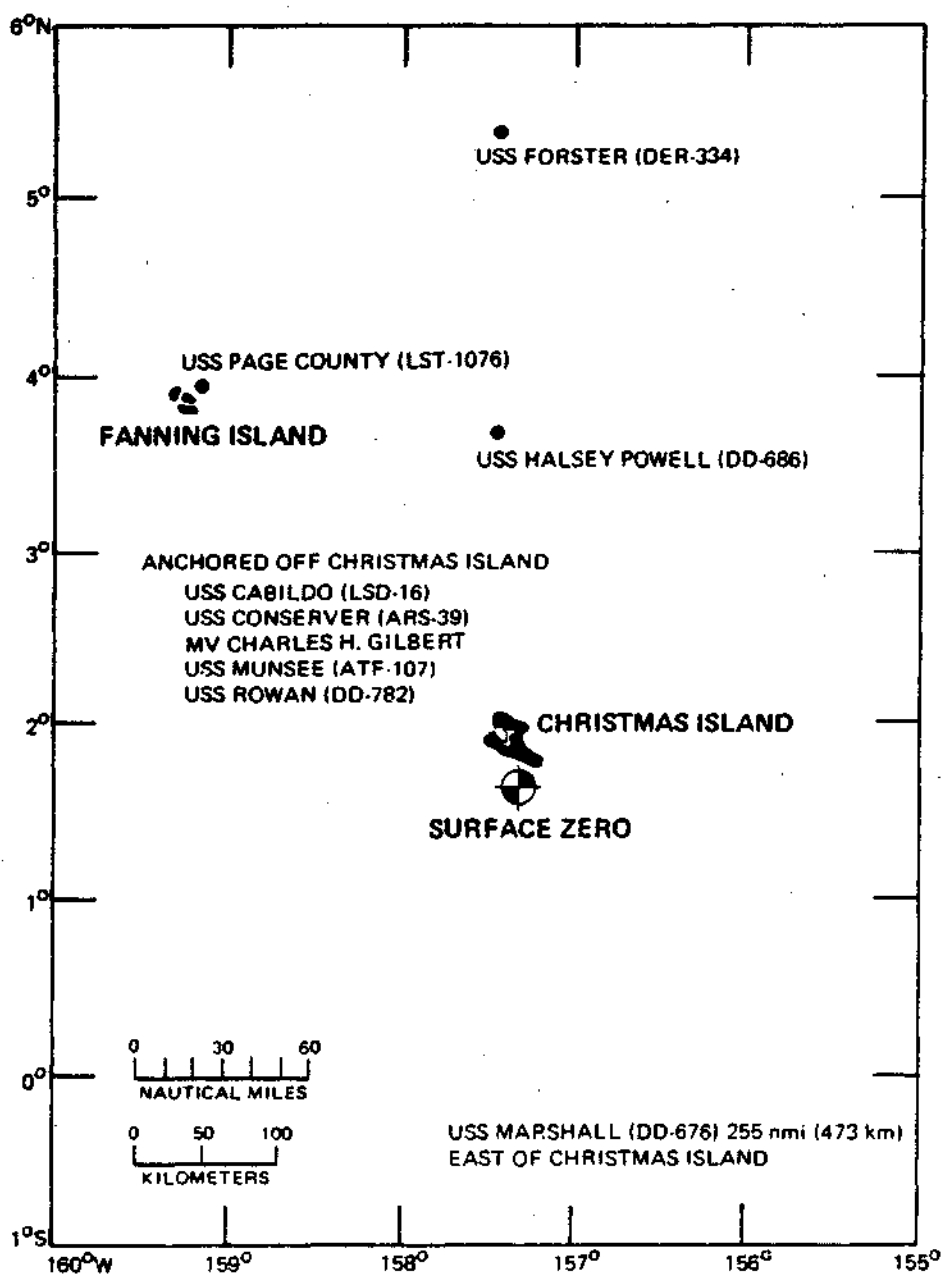 6°N
USS FORSTER (DER-334)
5°
USS PAGE COUNTY (LST-1076)
4°
FANNING ISLAND
USS HALSEY POWELL (DD-686)
3°
ANCHORED OFF CHRISTMAS ISLAND
USS CABILDO (LSD-16)
USS CONSERVER (ARS-39)
MV CHARLES H. GILBERT
USS MUNSEE (ATF-107)
USS ROWAN (DD-782)
2°
CHRISTMAS ISLAND
SURFACE ZERO
1°
0 30 60
NAUTICAL MILES
0°
0 50 100
KILOMETERS
USS MARSHALL (DD-676) 255 nmi (473 km)
EAST OF CHRISTMAS ISLAND
1°S
160°W 159° 158° 157° 156° 155°